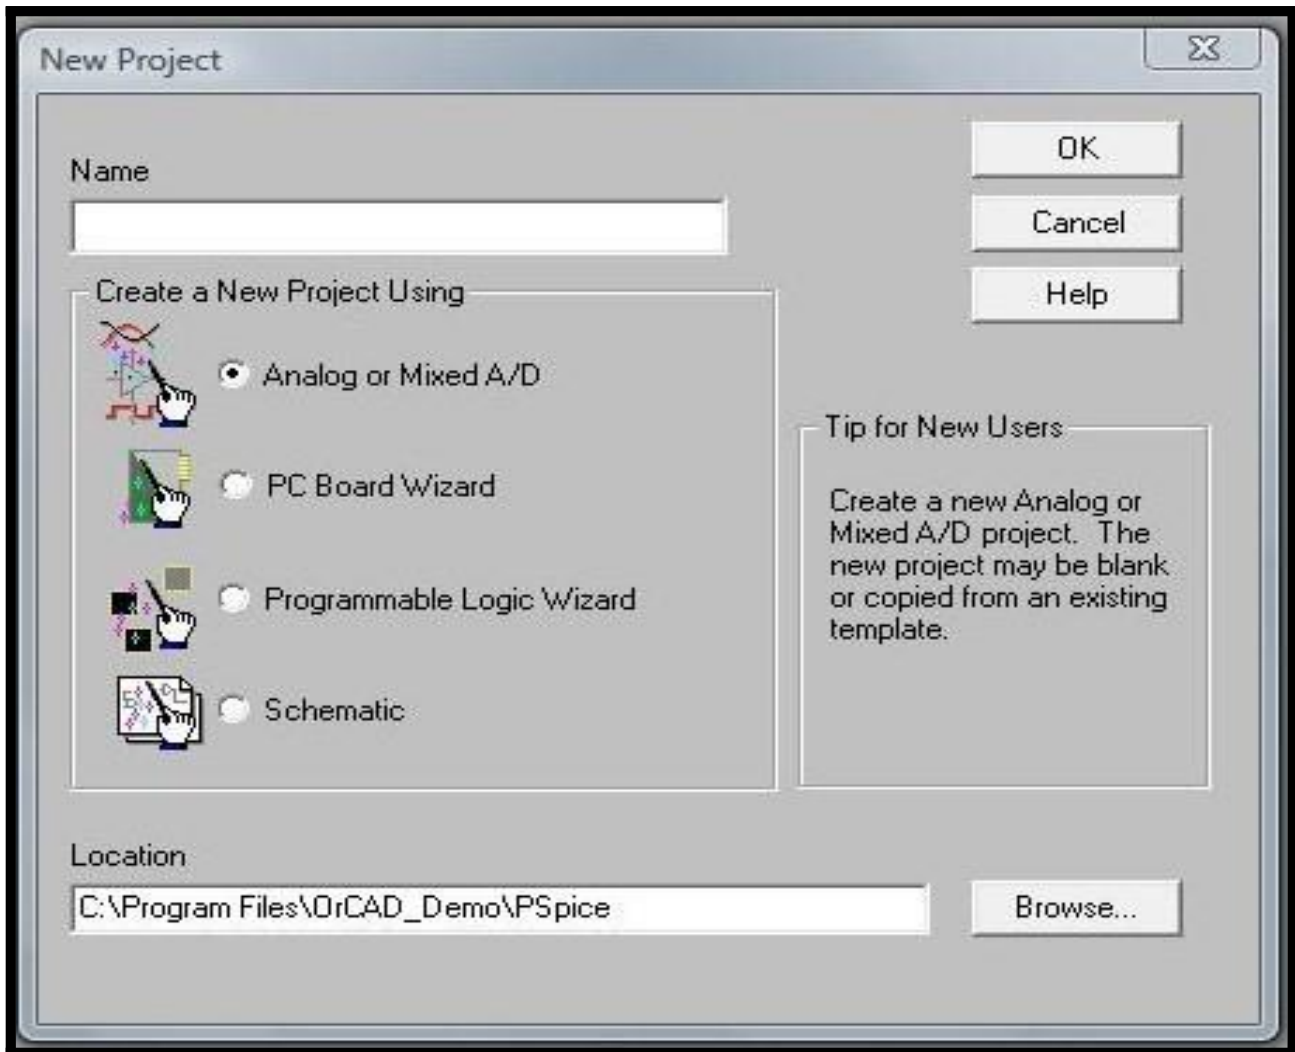 New Project
Name
OK
Cancel
Help
Create a New Project Using
Analog or Mixed A/D
PC Board Wizard
Programmable Logic Wizard
Schematic
Tip for New Users
Create a new Analog or
Mixed A/D project. The
new project may be blank
or copied from an existing
template.
Location
C:\Program Files\OrCAD_Demo\PSpice
Browse...